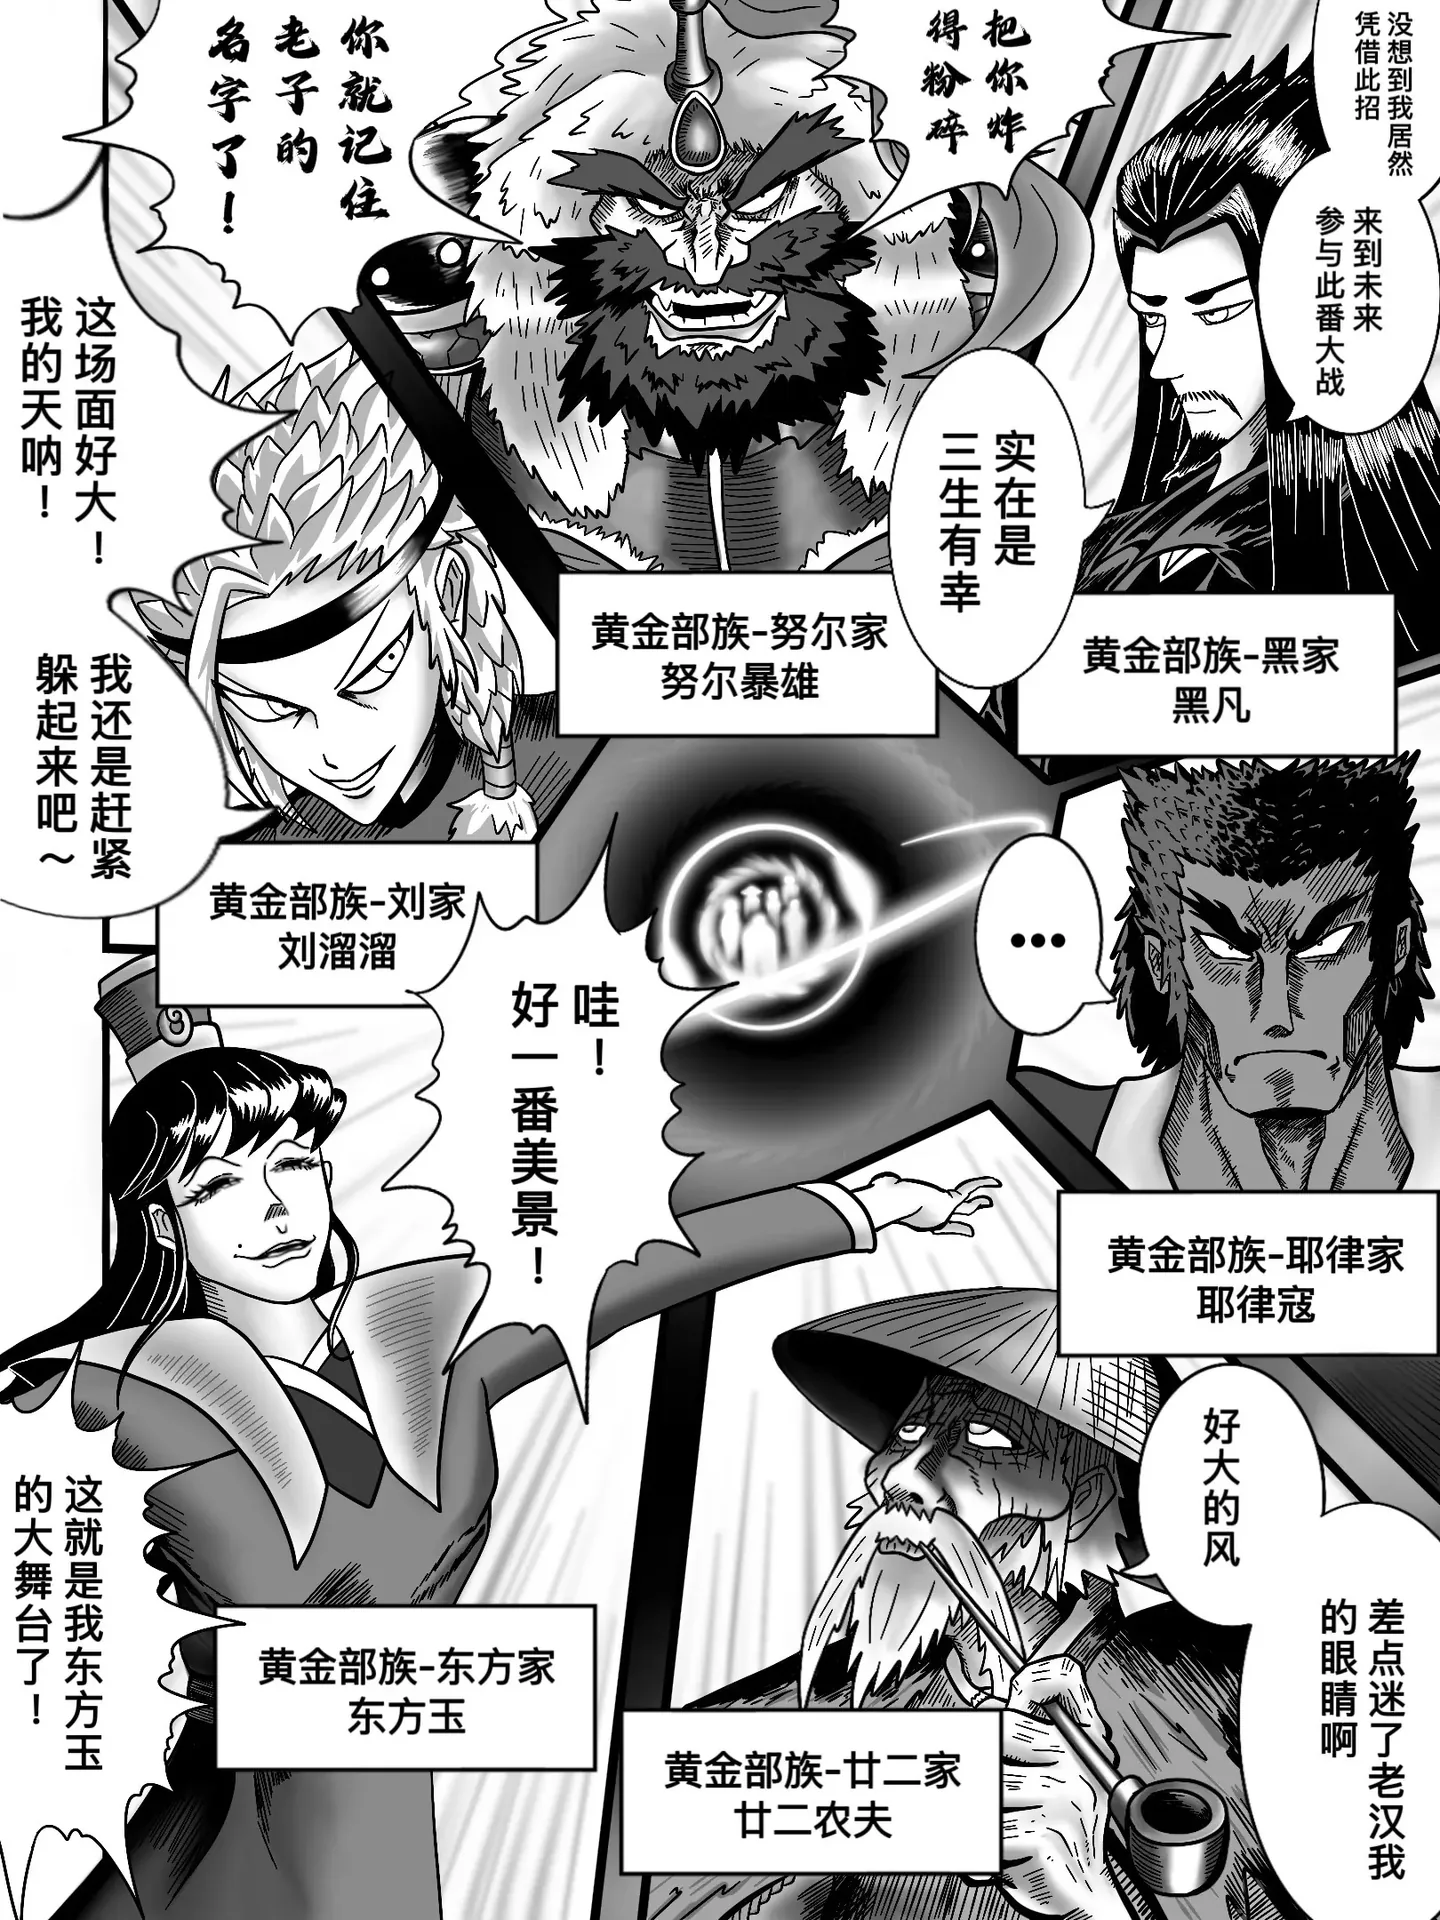 没想到我居然
凭借此招
来到未来
参与此番大战
实在是
三生有幸
黄金部族-黑家
黑凡
把你炸
得粉碎
你就记住
老子的
名字了！
黄金部族-努尔家
努尔暴雄
这场面好大！
我的天呐！
我还是赶紧
躲起来吧～
黄金部族-刘家
刘溜溜
•••
黄金部族-耶律家
耶律寇
哇！
好一番美景！
这就是我东方玉
的大舞台了！
黄金部族-东方家
东方玉
好大的风
差点迷了老汉我
的眼睛啊
黄金部族-廿二家
廿二农夫